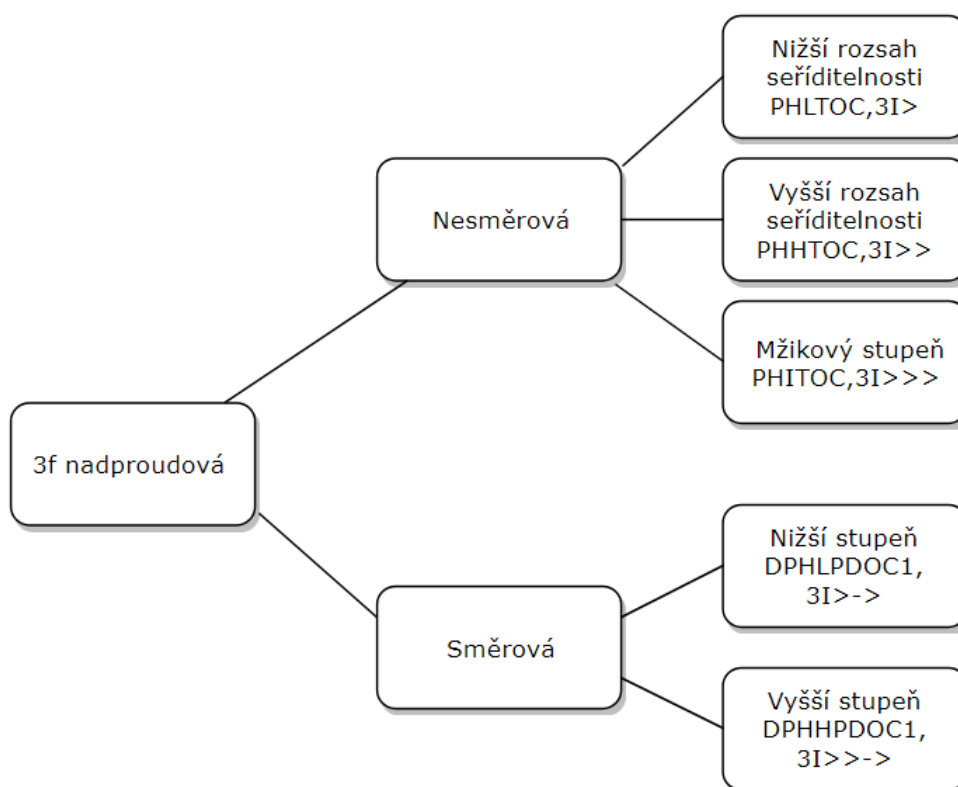 Nižší rozsah
seříditelnosti
PHLTOC,3I>
Nesměrová
Vyšší rozsah
seříditelnosti
PHHTOC,3I>>
Mžikový stupeň
PHITOC,3I>>>
3f nadproudová
Nižší stupeň
DPHLPDOC1,
3I>->
Směrová
Vyšší stupeň
DPHHPDOC1,
3I>>->